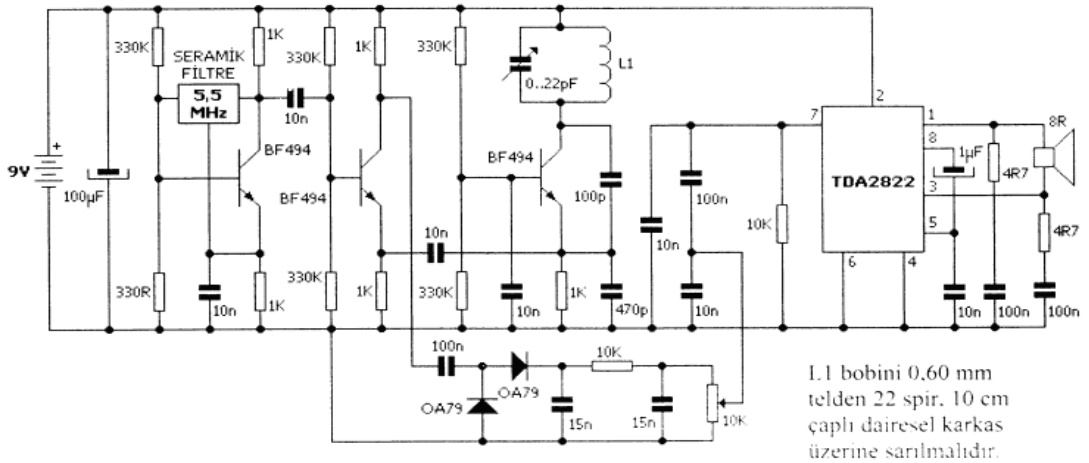 330K
1K
330K
1K
330K
0..22pF
L1
SERAMİK
FİLTRE
5,5
MHz
10n
BF494
BF494
BF494
9V
+
100µF
330R
10n
1K
330K
1K
10n
330K
10n
1K
100p
470p
10n
100n
10n
10K
7
2
1
8
3
5
6
4
TDA2822
1µF
8R
4R7
4R7
10n
100n
100n
100n
OA79
OA79
10K
15n
15n
10K
L1 bobini 0,60 mm
telden 22 spir, 10 cm
çaplı dairesel karkas
üzerine sarılmalıdır.